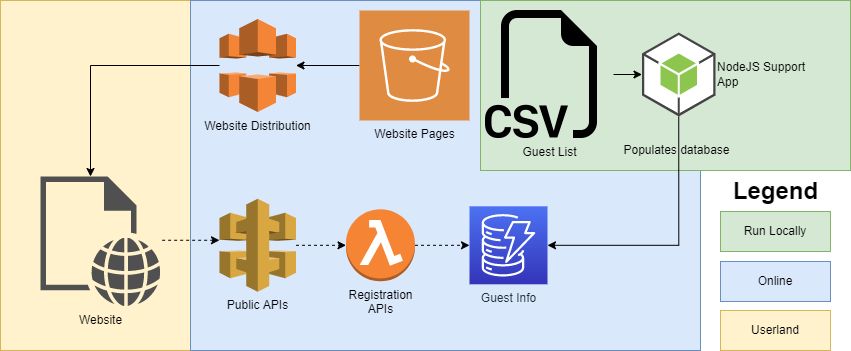 Website Distribution
Website Pages
CSV
Guest List
NodeJS Support
App
Populates database
Website
Public APIs
λ
Registration
APIs
Guest Info
Legend
Run Locally
Online
Userland